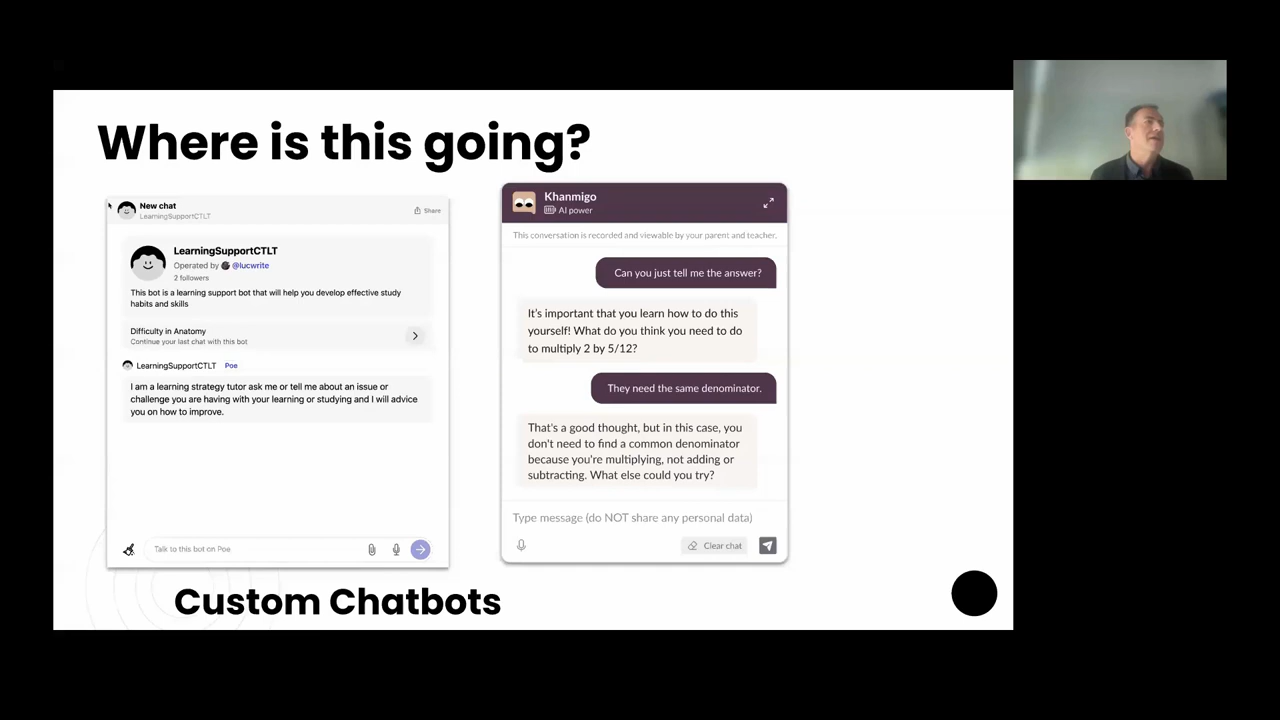 Where is this going?
New chat
LearningSupportCTLT
Share
LearningSupportCTLT
Operated by @lucwrite
2 followers
This bot is a learning support bot that will help you develop effective study
habits and skills
Difficulty in Anatomy
Continue your last chat with this bot
LearningSupportCTLT Poe
I am a learning strategy tutor ask me or tell me about an issue or
challenge you are having with your learning or studying and I will advice
you on how to improve.
Talk to this bot on Poe
Khanmigo
AI power
This conversation is recorded and viewable by your parent and teacher.
Can you just tell me the answer?
It's important that you learn how to do this
yourself! What do you think you need to do
to multiply 2 by 5/12?
They need the same denominator.
That's a good thought, but in this case, you
don't need to find a common denominator
because you're multiplying, not adding or
subtracting. What else could you try?
Type message (do NOT share any personal data)
Clear chat
Custom Chatbots